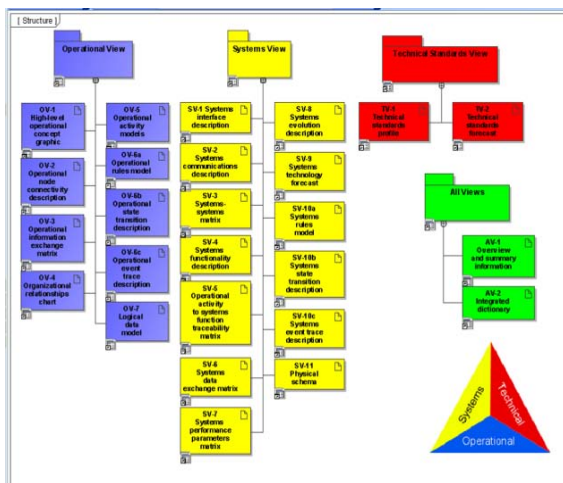 [ Structure ]
Operational View
OV-1
High-level
operational
concept
graphic
OV-2
Operational
node
connectivity
description
OV-3
Operational
information
exchange
matrix
OV-4
Organizational
relationships
chart
OV-5
Operational
activity
models
OV-6a
Operational
rules model
OV-6b
Operational
state
transition
description
OV-6c
Operational
event
trace
description
OV-7
Logical
data
model
Systems View
SV-1 Systems
interface
description
SV-2
Systems
communications
description
SV-3
Systems-
systems
matrix
SV-4
Systems
functionality
description
SV-5
Operational
activity
to systems
function
traceability
matrix
SV-6
Systems
data
exchange matrix
SV-7
Systems
performance
parameters
matrix
SV-8
Systems
evolution
description
SV-9
Systems
technology
forecast
SV-10a
Systems
rules
model
SV-10b
Systems
state
transition
description
SV-10c
Systems
event trace
description
SV-11
Physical
schema
Technical Standards View
TV-1
Technical
standards
profile
TV-2
Technical
standards
forecast
All Views
AV-1
Overview
and summary
information
AV-2
Integrated
dictionary
Systems
Technical
Operational